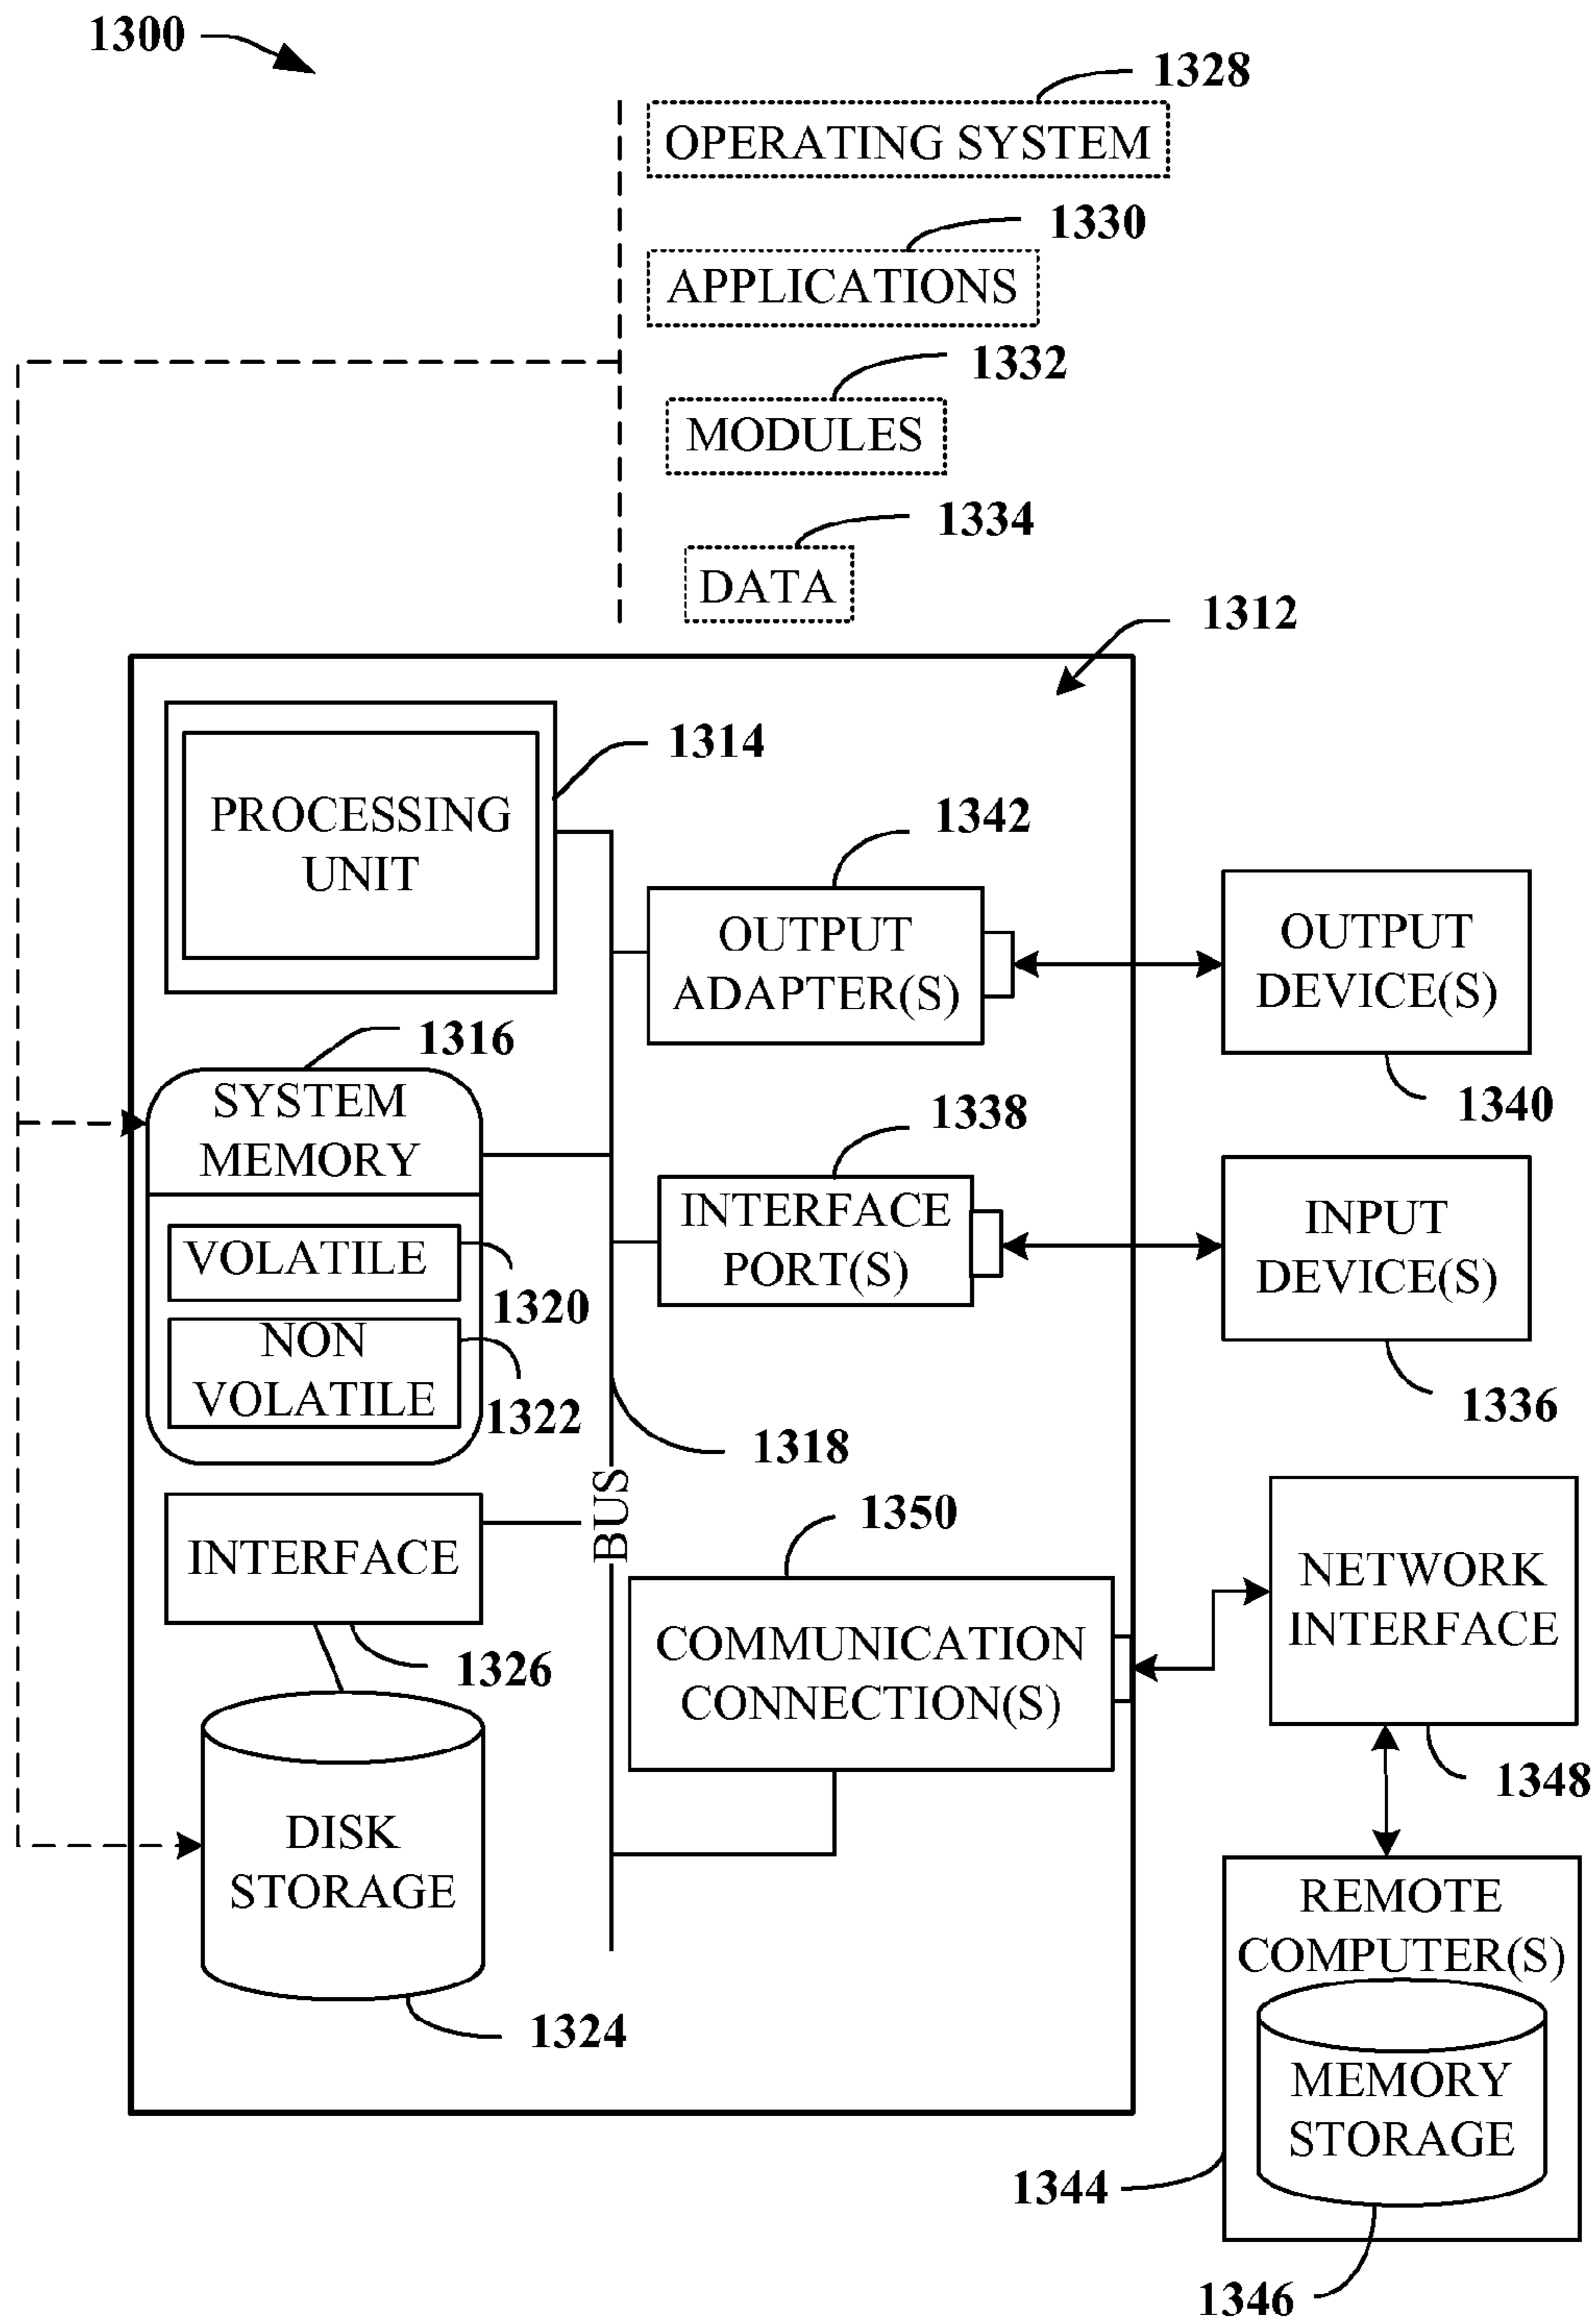 1300
1328
OPERATING SYSTEM
1330
APPLICATIONS
1332
MODULES
1334
DATA
1312
1314
PROCESSING
UNIT
1342
OUTPUT
ADAPTER(S)
OUTPUT
DEVICE(S)
1340
1316
SYSTEM
MEMORY
1338
INTERFACE
PORT(S)
INPUT
DEVICE(S)
1336
VOLATILE
1320
NON
VOLATILE
1322
1318
BUS
INTERFACE
1326
1350
COMMUNICATION
CONNECTION(S)
NETWORK
INTERFACE
1348
DISK
STORAGE
1324
REMOTE
COMPUTER(S)
MEMORY
STORAGE
1344
1346